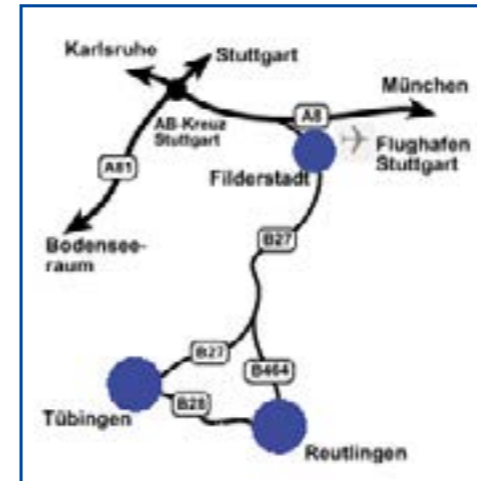 Karlsruhe
Stuttgart
München
A8
AB-Kreuz
Stuttgart
Flughafen
Stuttgart
A81
Filderstadt
Bodensee-
raum
B27
B27
B464
B28
Tübingen
Reutlingen